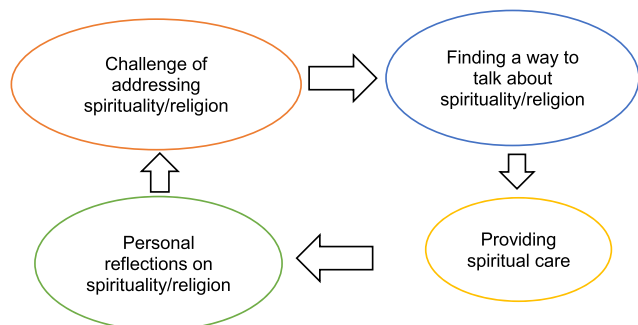 Challenge of
addressing
spirituality/religion
Finding a way to
talk about
spirituality/religion
Providing
spiritual care
Personal
reflections on
spirituality/religion